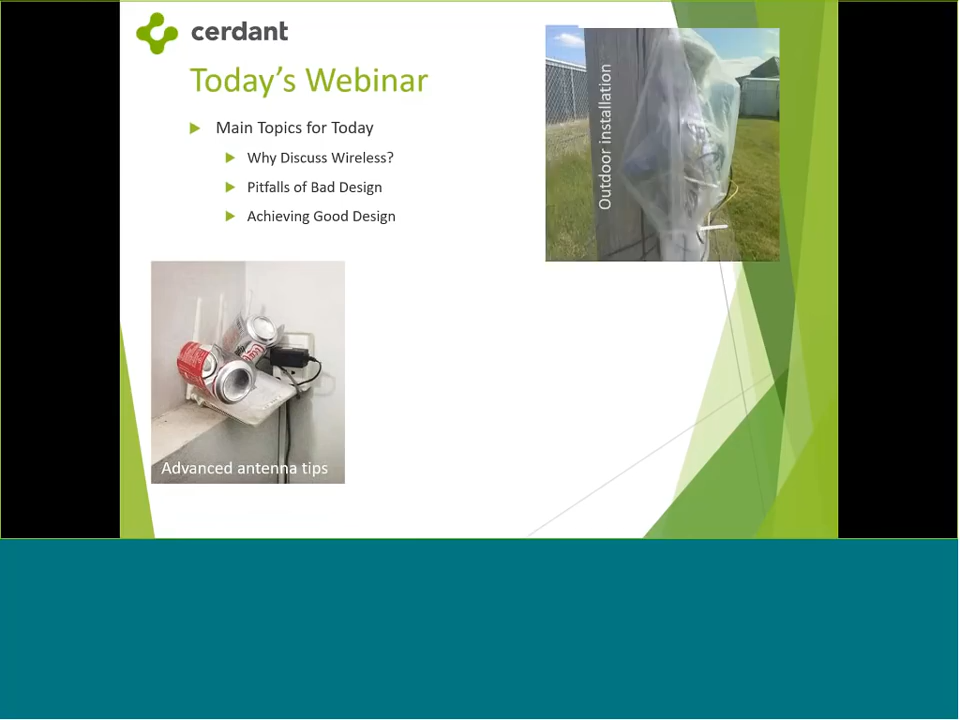 cerdant
Today's Webinar
Main Topics for Today
Why Discuss Wireless?
Pitfalls of Bad Design
Achieving Good Design
Outdoor installation
Advanced antenna tips